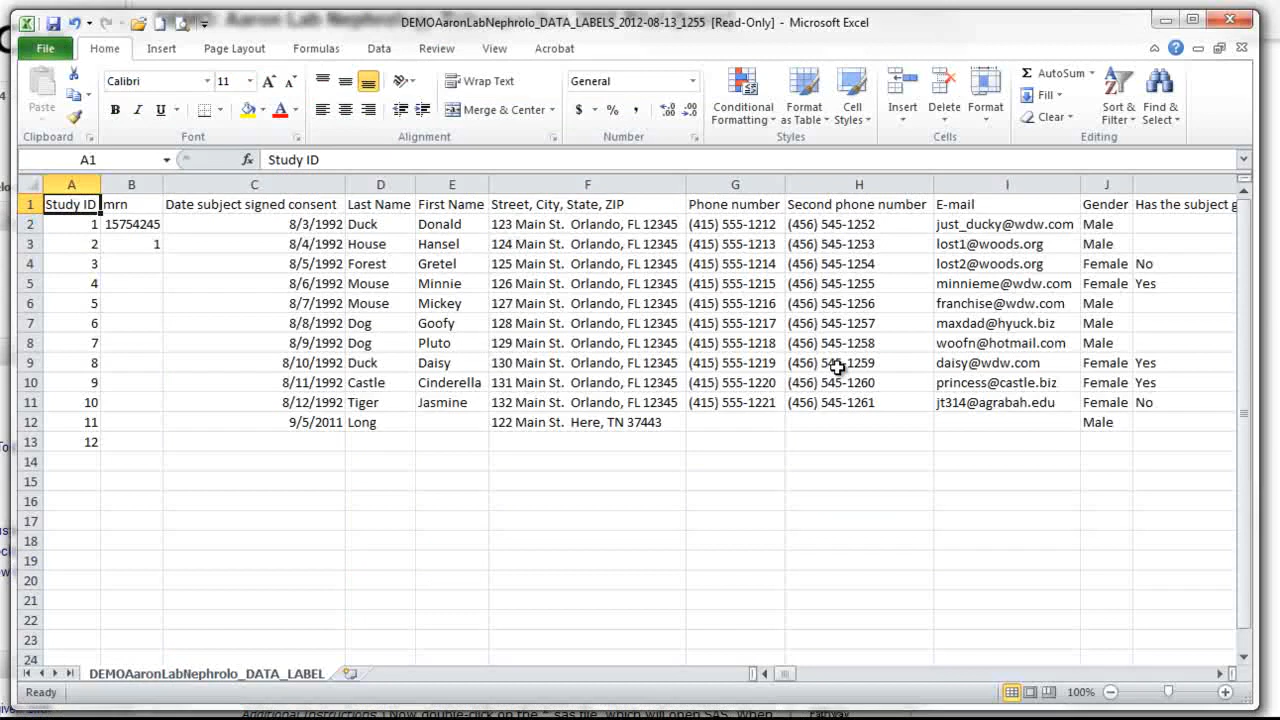 DEMOAaronLabNephrolo_DATA_LABELS_2012-08-13_1255 [Read-Only] - Microsoft Excel
File Home Insert Page Layout Formulas Data Review View Acrobat
Calibri 11 Wrap Text General AutoSum
Paste Conditional Formatting Format as Table Cell Styles Insert Delete Format Fill Sort & Filter Find & Select
B I U A Merge & Center $ % , Clear
Clipboard Font Alignment Number Styles Cells Editing
A1 fx Study ID
A B C D E F G H I J
1 Study ID mrn Date subject signed consent Last Name First Name Street, City, State, ZIP Phone number Second phone number E-mail Gender Has the subject g
2 1 15754245 8/3/1992 Duck Donald 123 Main St. Orlando, FL 12345 (415) 555-1212 (456) 545-1252 just_ducky@wdw.com Male
3 2 1 8/4/1992 House Hansel 124 Main St. Orlando, FL 12345 (415) 555-1213 (456) 545-1253 lost1@woods.org Male
4 3 8/5/1992 Forest Gretel 125 Main St. Orlando, FL 12345 (415) 555-1214 (456) 545-1254 lost2@woods.org Female No
5 4 8/6/1992 Mouse Minnie 126 Main St. Orlando, FL 12345 (415) 555-1215 (456) 545-1255 minnieme@wdw.com Female Yes
6 5 8/7/1992 Mouse Mickey 127 Main St. Orlando, FL 12345 (415) 555-1216 (456) 545-1256 franchise@wdw.com Male
7 6 8/8/1992 Dog Goofy 128 Main St. Orlando, FL 12345 (415) 555-1217 (456) 545-1257 maxdad@hyuck.biz Male
8 7 8/9/1992 Dog Pluto 129 Main St. Orlando, FL 12345 (415) 555-1218 (456) 545-1258 woofn@hotmail.com Male
9 8 8/10/1992 Duck Daisy 130 Main St. Orlando, FL 12345 (415) 555-1219 (456) 545-1259 daisy@wdw.com Female Yes
10 9 8/11/1992 Castle Cinderella 131 Main St. Orlando, FL 12345 (415) 555-1220 (456) 545-1260 princess@castle.biz Female Yes
11 10 8/12/1992 Tiger Jasmine 132 Main St. Orlando, FL 12345 (415) 555-1221 (456) 545-1261 jt314@agrabah.edu Female No
12 11 9/5/2011 Long 122 Main St. Here, TN 37443 Male
13 12
14
15
16
17
18
19
20
21
22
23
24
DEMOAaronLabNephrolo_DATA_LABEL
Ready 100%